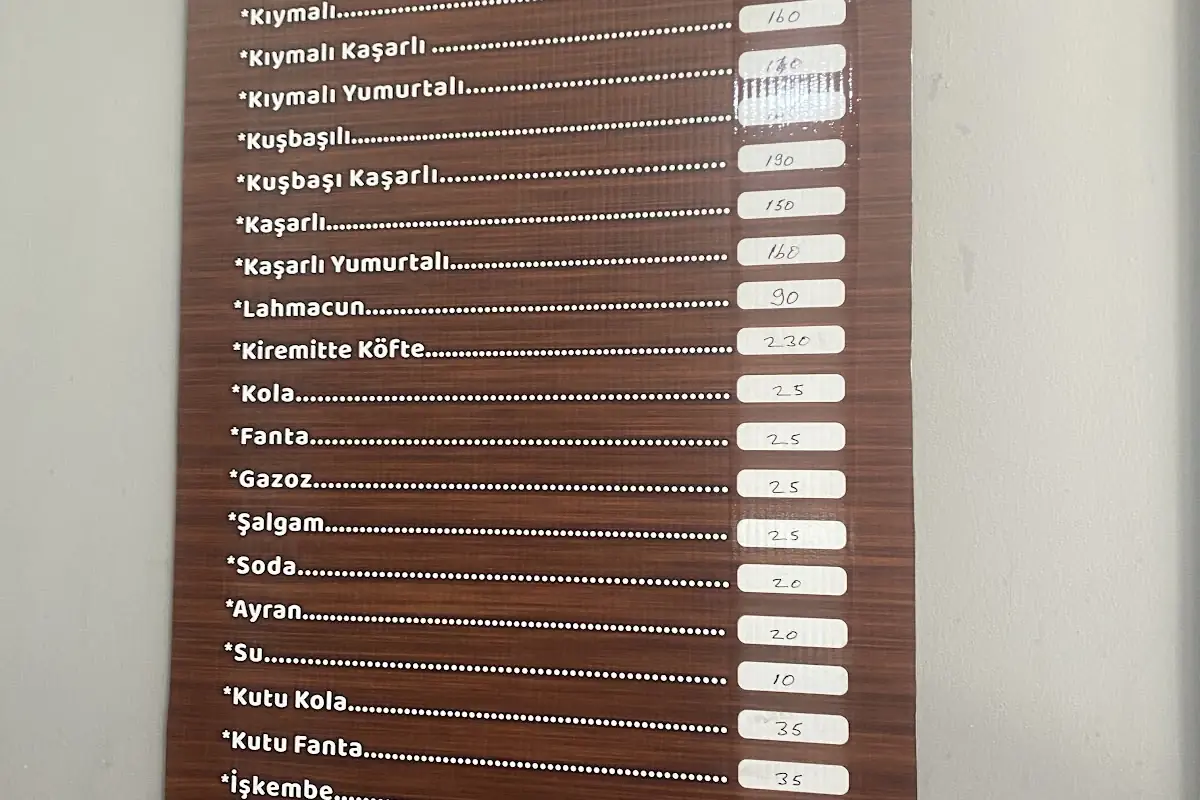 *Kıymalı..........
*Kıymalı Kaşarlı .......... 160
*Kıymalı Yumurtalı..........
*Kuşbaşılı..........
*Kuşbaşı Kaşarlı.......... 190
*Kaşarlı.......... 150
*Kaşarlı Yumurtalı.......... 160
*Lahmacun.......... 90
*Kiremitte Köfte.......... 230
*Kola.......... 25
*Fanta.......... 25
*Gazoz.......... 25
*Şalgam.......... 25
*Soda.......... 20
*Ayran.......... 20
*Su.......... 10
*Kutu Kola.......... 35
*Kutu Fanta.......... 35
*İşkembe..........